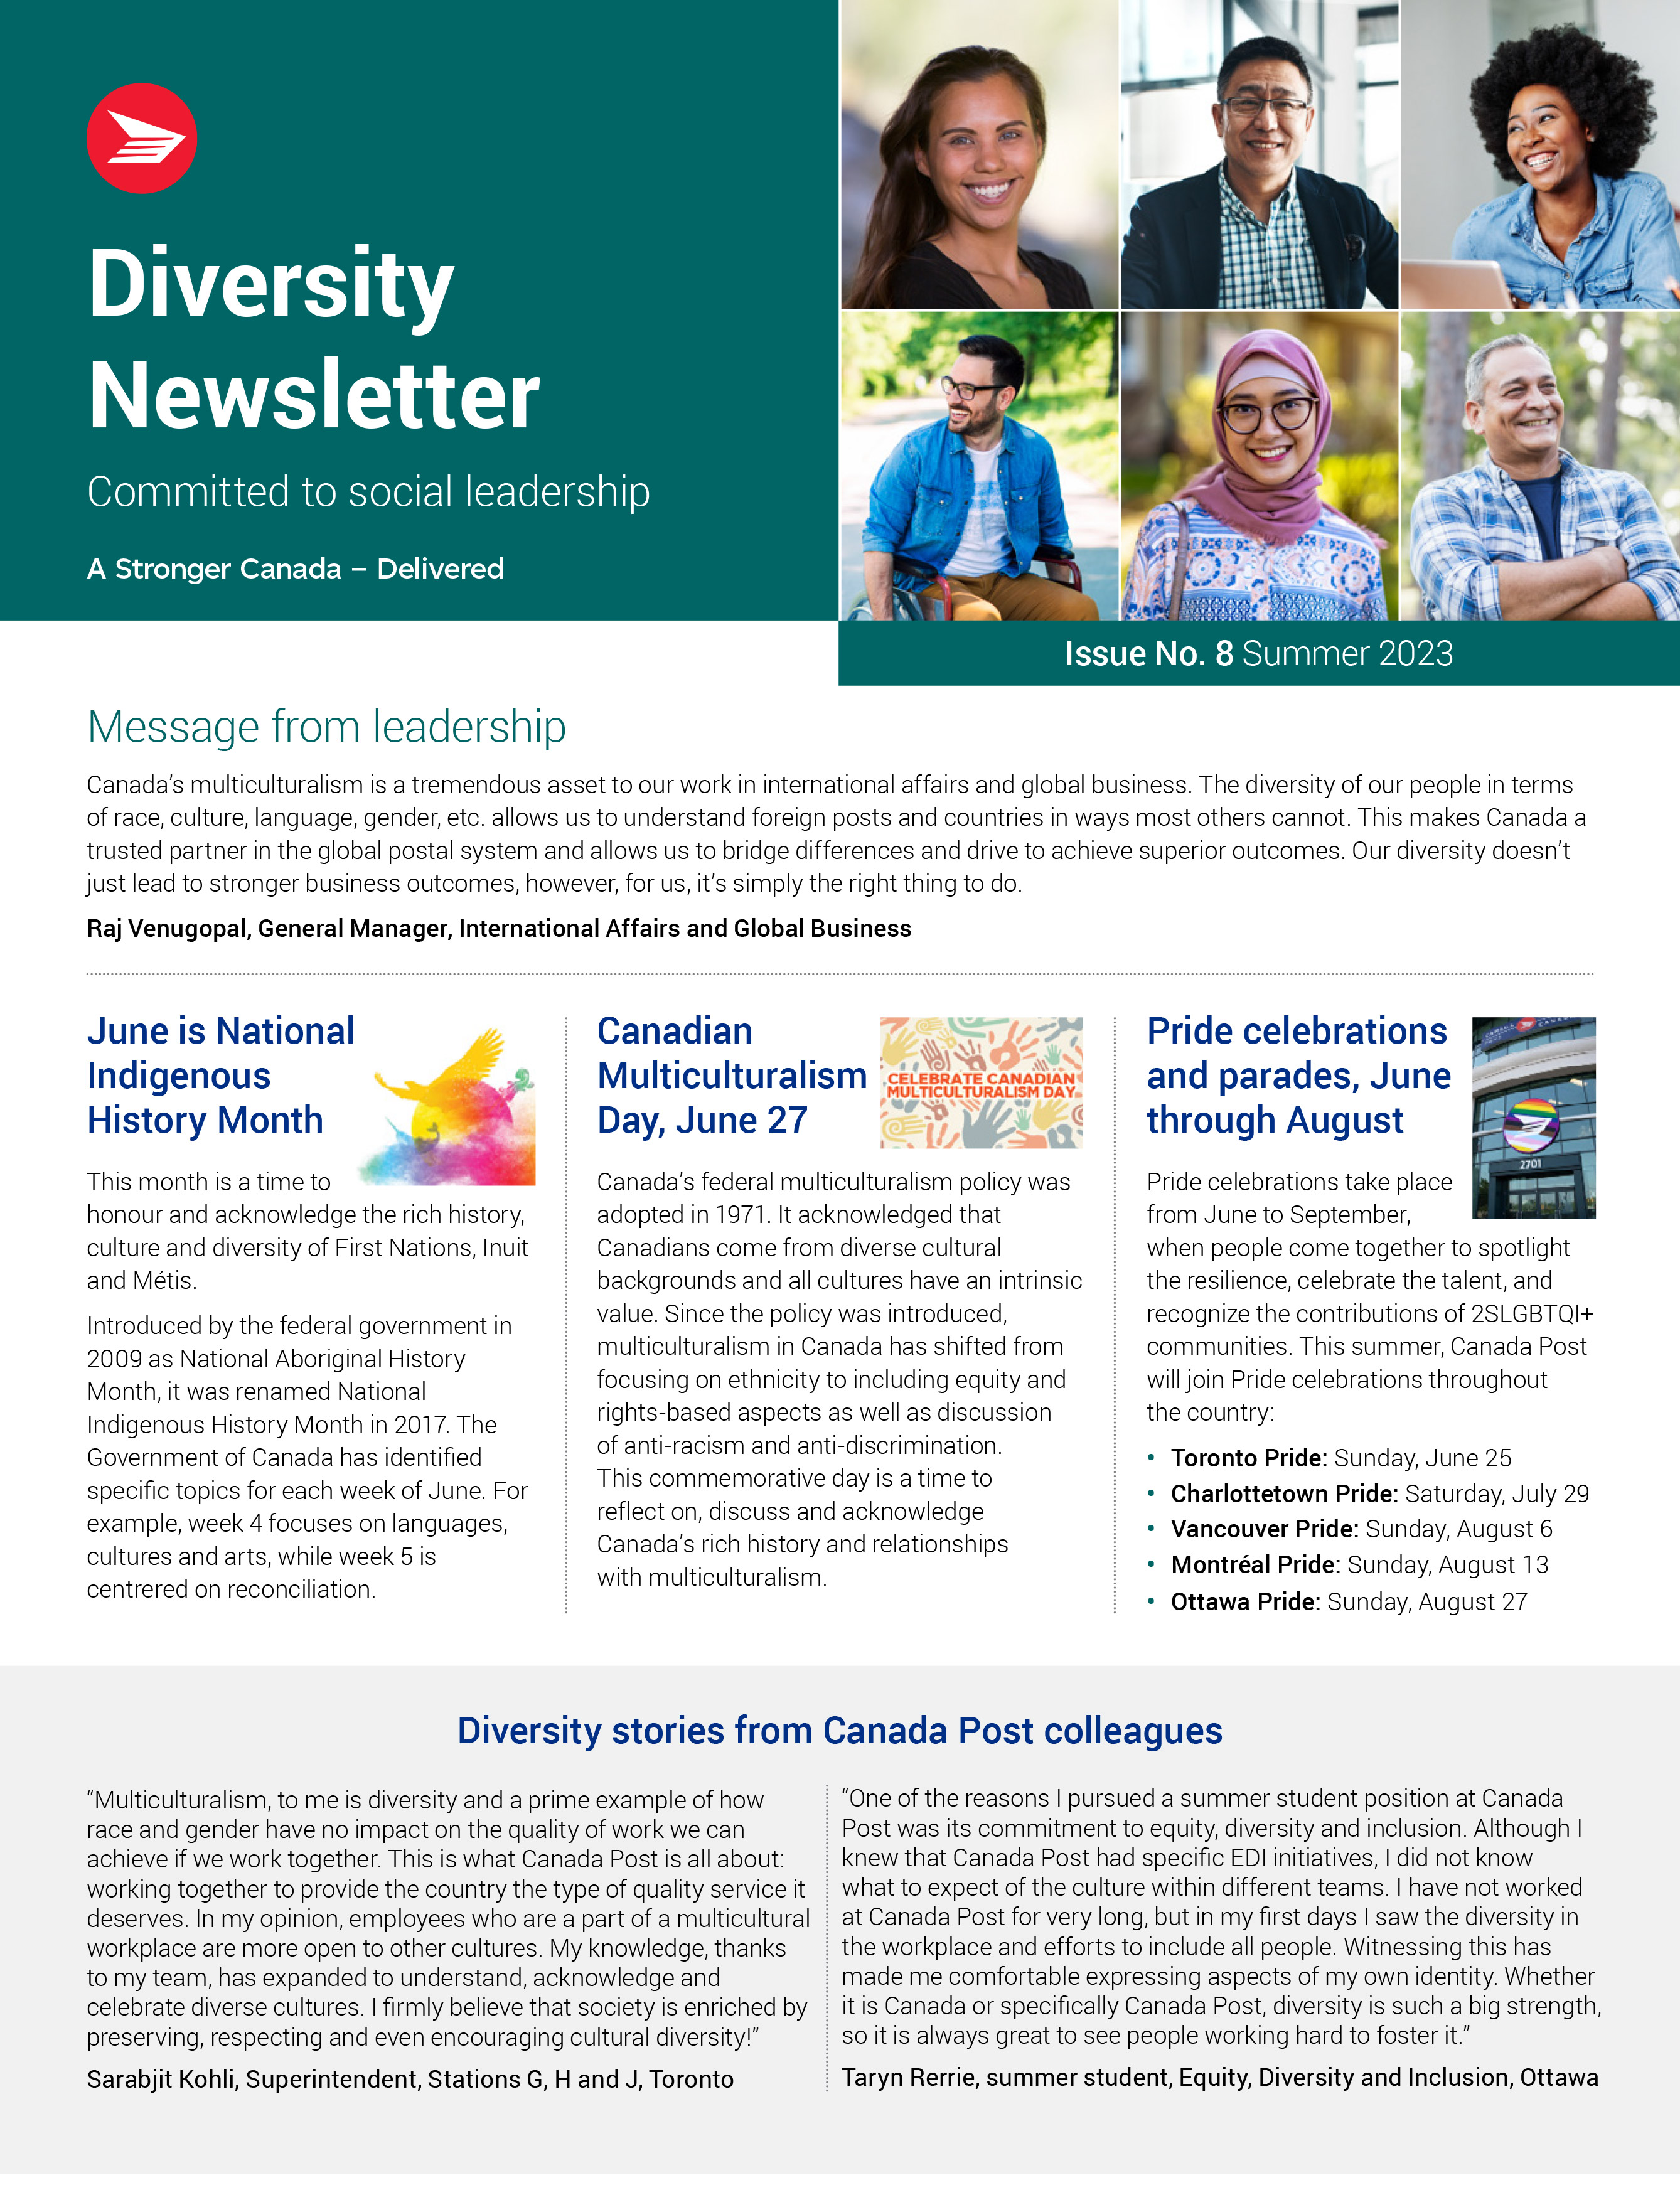 Diversity
Newsletter
Committed to social leadership
A Stronger Canada – Delivered
Issue No. 8 Summer 2023
Message from leadership
Canada’s multiculturalism is a tremendous asset to our work in international affairs and global business. The diversity of our people in terms
of race, culture, language, gender, etc. allows us to understand foreign posts and countries in ways most others cannot. This makes Canada a
trusted partner in the global postal system and allows us to bridge differences and drive to achieve superior outcomes. Our diversity doesn’t
just lead to stronger business outcomes, however, for us, it’s simply the right thing to do.
Raj Venugopal, General Manager, International Affairs and Global Business
June is National
Indigenous
History Month
This month is a time to
honour and acknowledge the rich history,
culture and diversity of First Nations, Inuit
and Métis.
Introduced by the federal government in
2009 as National Aboriginal History
Month, it was renamed National
Indigenous History Month in 2017. The
Government of Canada has identified
specific topics for each week of June. For
example, week 4 focuses on languages,
cultures and arts, while week 5 is
centrered on reconciliation.
Canadian
Multiculturalism
Day, June 27
CELEBRATE CANADIAN
MULTICULTURALISM DAY
Canada’s federal multiculturalism policy was
adopted in 1971. It acknowledged that
Canadians come from diverse cultural
backgrounds and all cultures have an intrinsic
value. Since the policy was introduced,
multiculturalism in Canada has shifted from
focusing on ethnicity to including equity and
rights-based aspects as well as discussion
of anti-racism and anti-discrimination.
This commemorative day is a time to
reflect on, discuss and acknowledge
Canada’s rich history and relationships
with multiculturalism.
Pride celebrations
and parades, June
through August
2701
Pride celebrations take place
from June to September,
when people come together to spotlight
the resilience, celebrate the talent, and
recognize the contributions of 2SLGBTQI+
communities. This summer, Canada Post
will join Pride celebrations throughout
the country:
• Toronto Pride: Sunday, June 25
• Charlottetown Pride: Saturday, July 29
• Vancouver Pride: Sunday, August 6
• Montréal Pride: Sunday, August 13
• Ottawa Pride: Sunday, August 27
Diversity stories from Canada Post colleagues
“Multiculturalism, to me is diversity and a prime example of how
race and gender have no impact on the quality of work we can
achieve if we work together. This is what Canada Post is all about:
working together to provide the country the type of quality service it
deserves. In my opinion, employees who are a part of a multicultural
workplace are more open to other cultures. My knowledge, thanks
to my team, has expanded to understand, acknowledge and
celebrate diverse cultures. I firmly believe that society is enriched by
preserving, respecting and even encouraging cultural diversity!”
Sarabjit Kohli, Superintendent, Stations G, H and J, Toronto
“One of the reasons I pursued a summer student position at Canada
Post was its commitment to equity, diversity and inclusion. Although I
knew that Canada Post had specific EDI initiatives, I did not know
what to expect of the culture within different teams. I have not worked
at Canada Post for very long, but in my first days I saw the diversity in
the workplace and efforts to include all people. Witnessing this has
made me comfortable expressing aspects of my own identity. Whether
it is Canada or specifically Canada Post, diversity is such a big strength,
so it is always great to see people working hard to foster it.”
Taryn Rerrie, summer student, Equity, Diversity and Inclusion, Ottawa